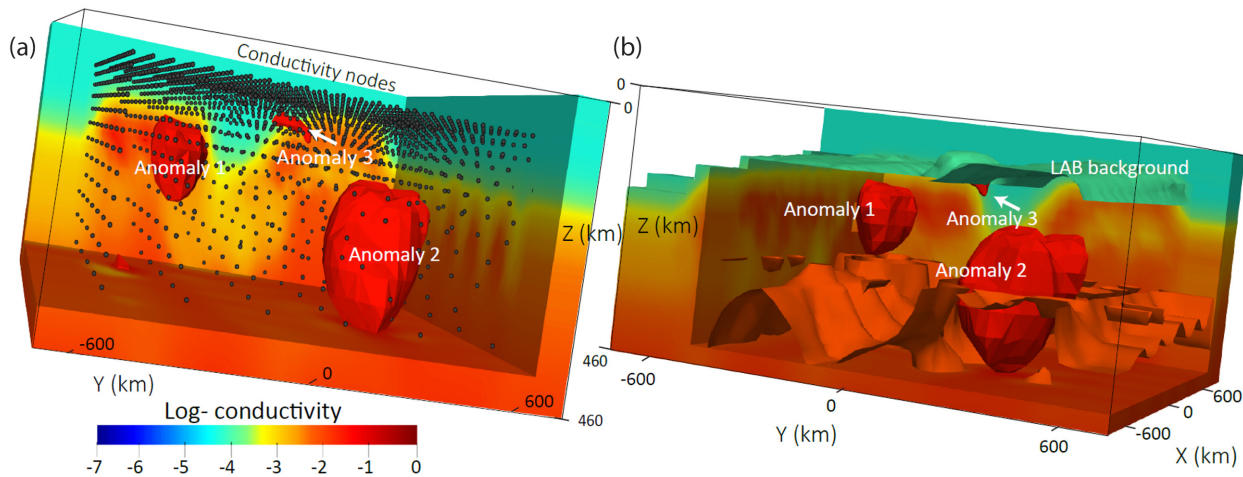 (a)
Conductivity nodes
Anomaly 1
Anomaly 3
Anomaly 2
0
Z (km)
460
460
-600
0
600
Y (km)
Log- conductivity
-7 -6 -5 -4 -3 -2 -1 0
(b)
0
LAB background
Anomaly 1
Anomaly 3
Anomaly 2
Z (km)
-600
0
600
Y (km)
600
0
-600
X (km)